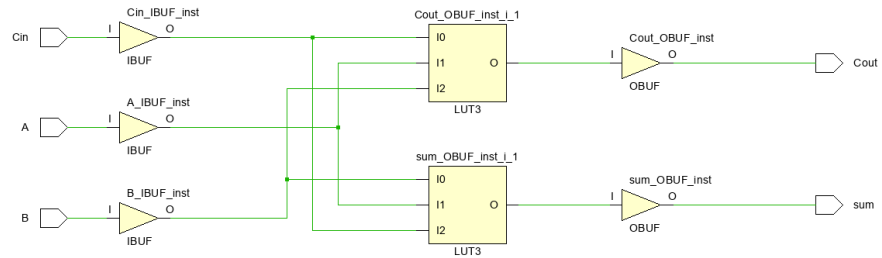 Cin_IBUF_inst
Cin
I
O
IBUF
Cout_OBUF_inst_i_1
I0
I1
O
I2
LUT3
Cout_OBUF_inst
I
O
OBUF
Cout
A_IBUF_inst
A
I
O
IBUF
sum_OBUF_inst_i_1
I0
I1
O
I2
LUT3
sum_OBUF_inst
I
O
OBUF
sum
B_IBUF_inst
B
I
O
IBUF